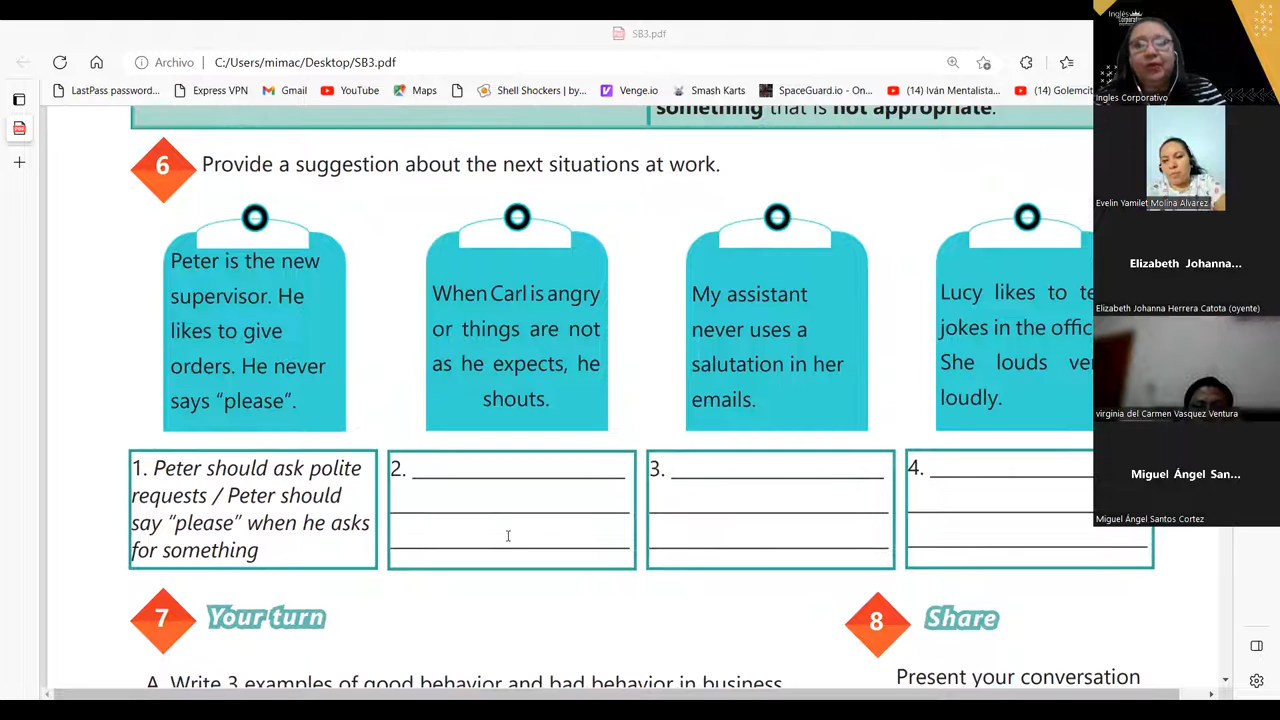 SB3.pdf
Archivo
C:/Users/mimac/Desktop/SB3.pdf
LastPass password...
Express VPN
Gmail
YouTube
Maps
Shell Shockers | by...
Venge.io
Smash Karts
SpaceGuard.io - On...
(14) Iván Mentalista...
(14) Golemcit
something that is not appropriate.
6
Provide a suggestion about the next situations at work.
Peter is the new
supervisor. He
likes to give
orders. He never
says “please”.
When Carl is angry
or things are not
as he expects, he
shouts.
My assistant
never uses a
salutation in her
emails.
Lucy likes to te
jokes in the offic
She louds ve
loudly.
1. Peter should ask polite
requests / Peter should
say “please” when he asks
for something
2.
3.
4.
7
Your turn
8
Share
A. Write 3 examples of good behavior and bad behavior in business
Present your conversation
Inglés
Corporativo
Ingles Corporativo
Evelin Yamilet Molina Alvarez
Elizabeth Johanna...
Elizabeth Johanna Herrera Catota (oyente)
virginia del Carmen Vasquez Ventura
Miguel Ángel San...
Miguel Ángel Santos Cortez